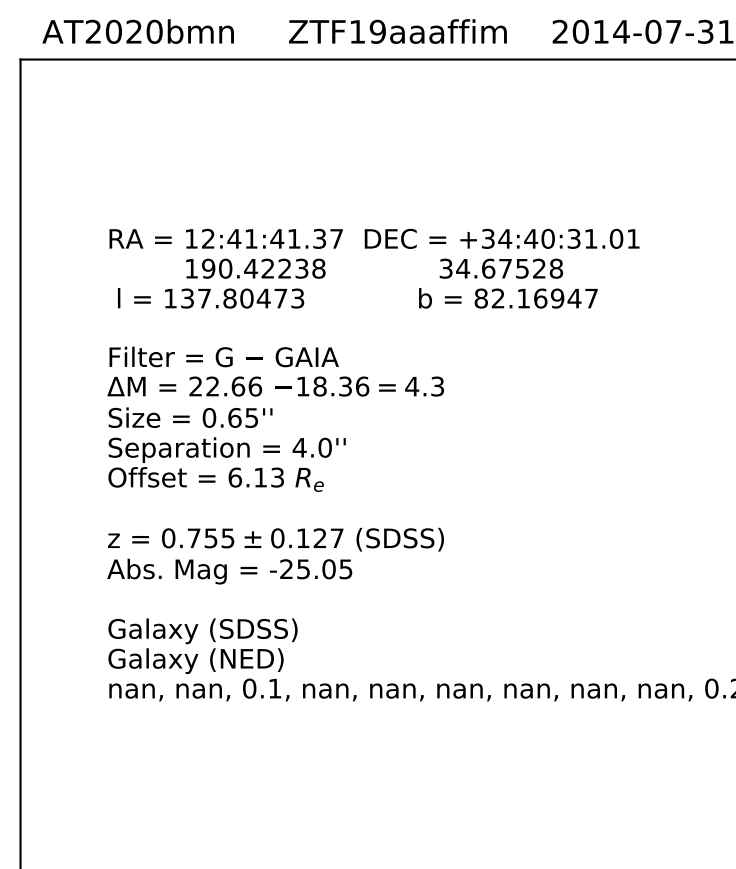 AT2020bmn ZTF19aaaffim 2014-07-31
RA = 12:41:41.37 DEC = +34:40:31.01
190.42238 34.67528
l = 137.80473 b = 82.16947
Filter = G − GAIA
ΔM = 22.66 −18.36 = 4.3
Size = 0.65''
Separation = 4.0''
Offset = 6.13 Rₑ
z = 0.755 ± 0.127 (SDSS)
Abs. Mag = -25.05
Galaxy (SDSS)
Galaxy (NED)
nan, nan, 0.1, nan, nan, nan, nan, nan, nan, 0.2